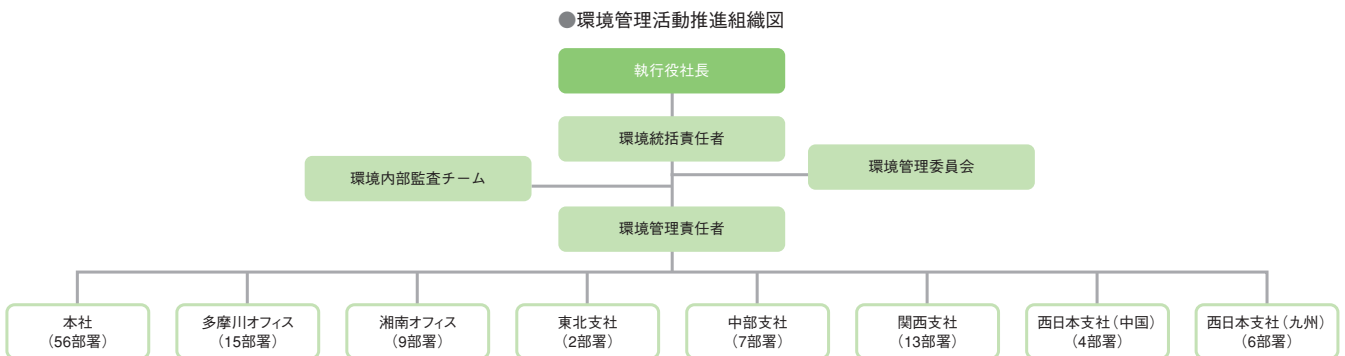 ●環境管理活動推進組織図
執行役社長
環境統括責任者
環境内部監査チーム
環境管理委員会
環境管理責任者
本社
（56部署）
多摩川オフィス
（15部署）
湘南オフィス
（9部署）
東北支社
（2部署）
中部支社
（7部署）
関西支社
（13部署）
西日本支社（中国）
（4部署）
西日本支社（九州）
（6部署）